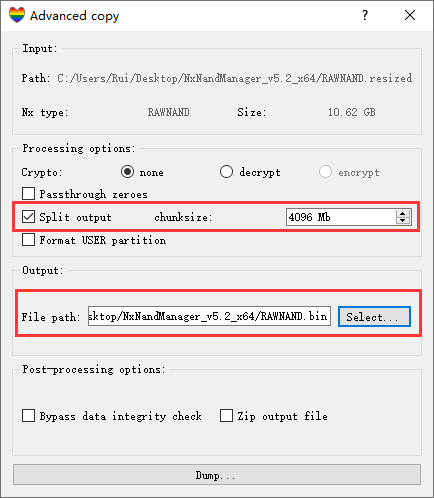 Advanced copy ? ×
Input:
Path: C:/Users/Rui/Desktop/NxNandManager_v5.2_x64/RAWNAND.resized
Nx type: RAWNAND Size: 10.62 GB
Processing options:
Crypto: none decrypt encrypt
Passthrough zeroes
Split output chunksize: 4096 Mb
Format USER partition
Output:
File path: sktop/NxNandManager_v5.2_x64/RAWNAND.bin Select...
Post-processing options:
Bypass data integrity check Zip output file
Dump...